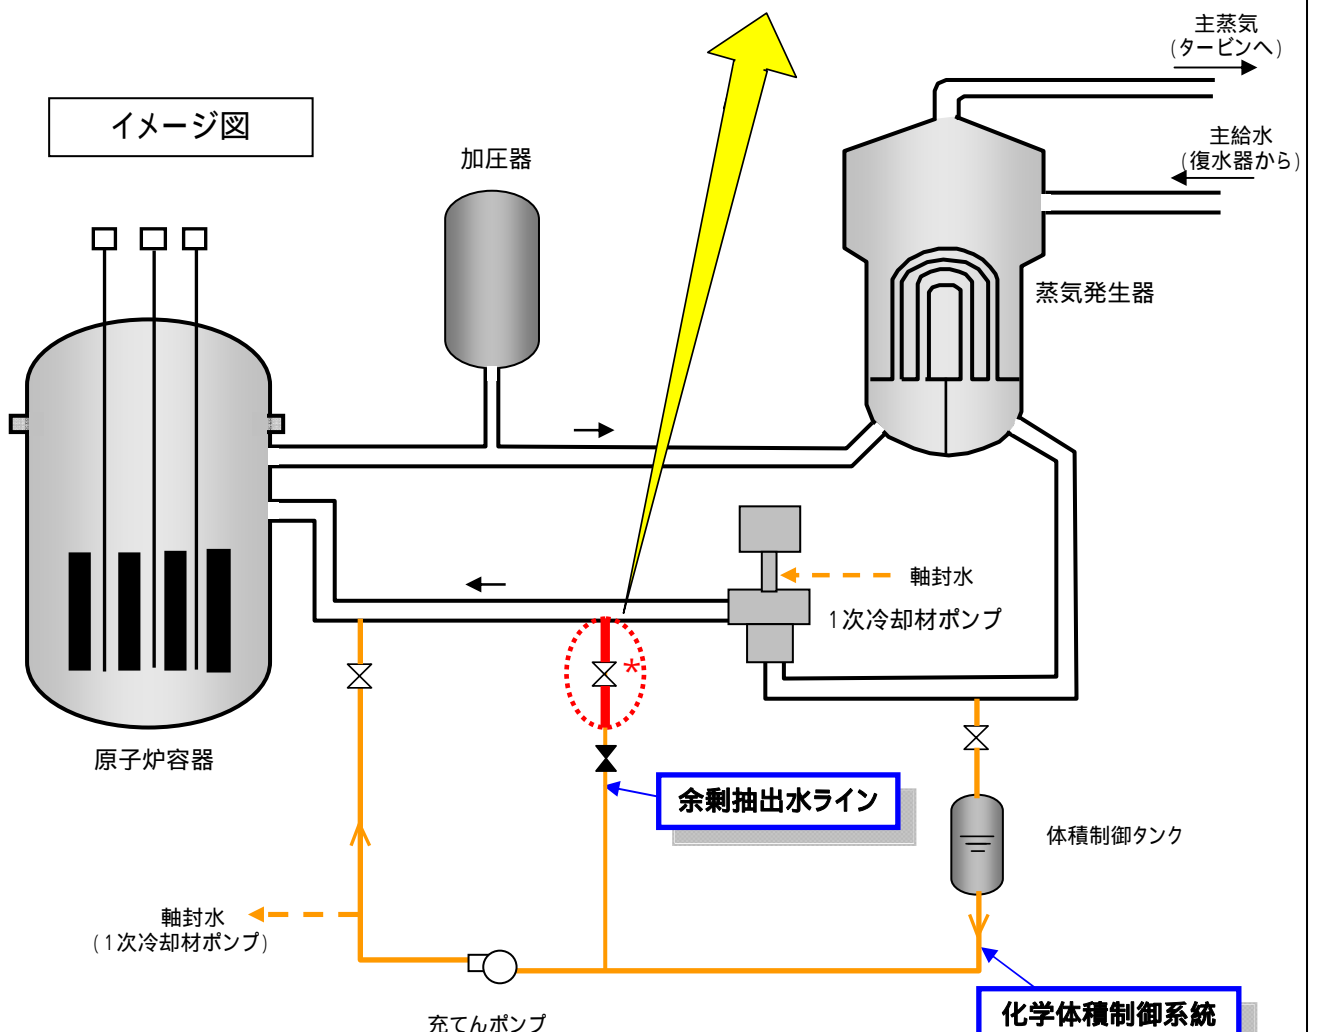 主蒸気
(タービンへ)
イメージ図
主給水
(復水器から)
加圧器
蒸気発生器
軸封水
1次冷却材ポンプ
*
原子炉容器
余剰抽出水ライン
体積制御タンク
軸封水
(1次冷却材ポンプ)
化学体積制御系統
充てんポンプ